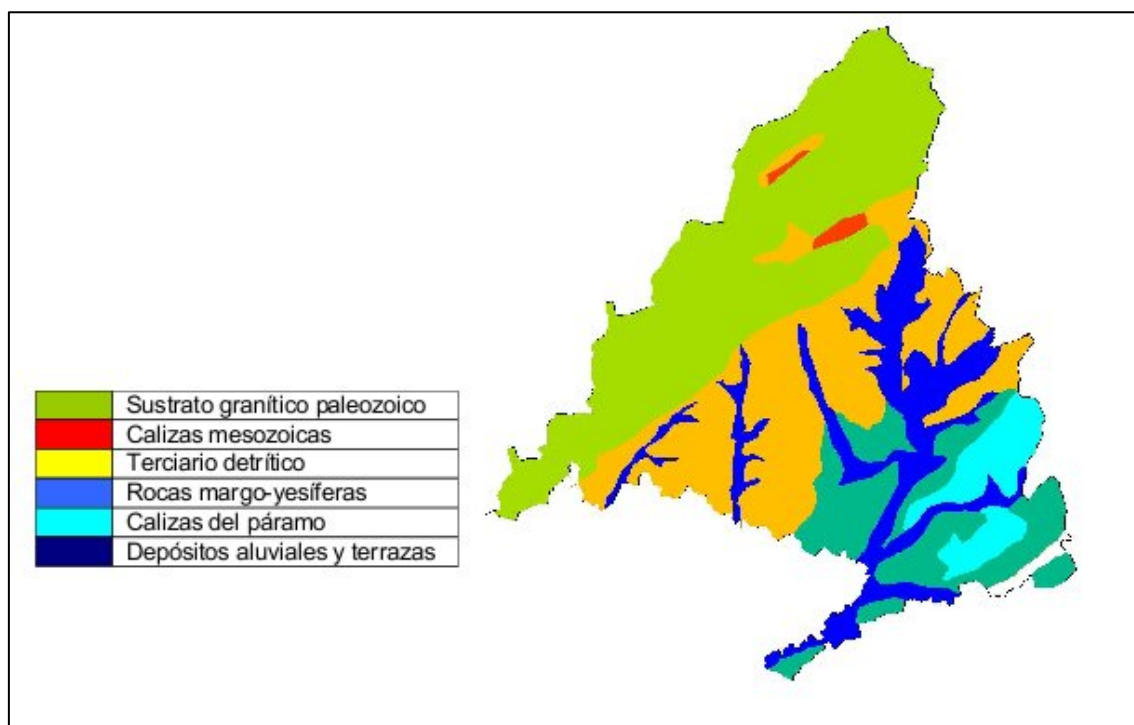 Sustrato granítico paleozoico
Calizas mesozoicas
Terciario detrítico
Rocas margo-yesíferas
Calizas del páramo
Depósitos aluviales y terrazas